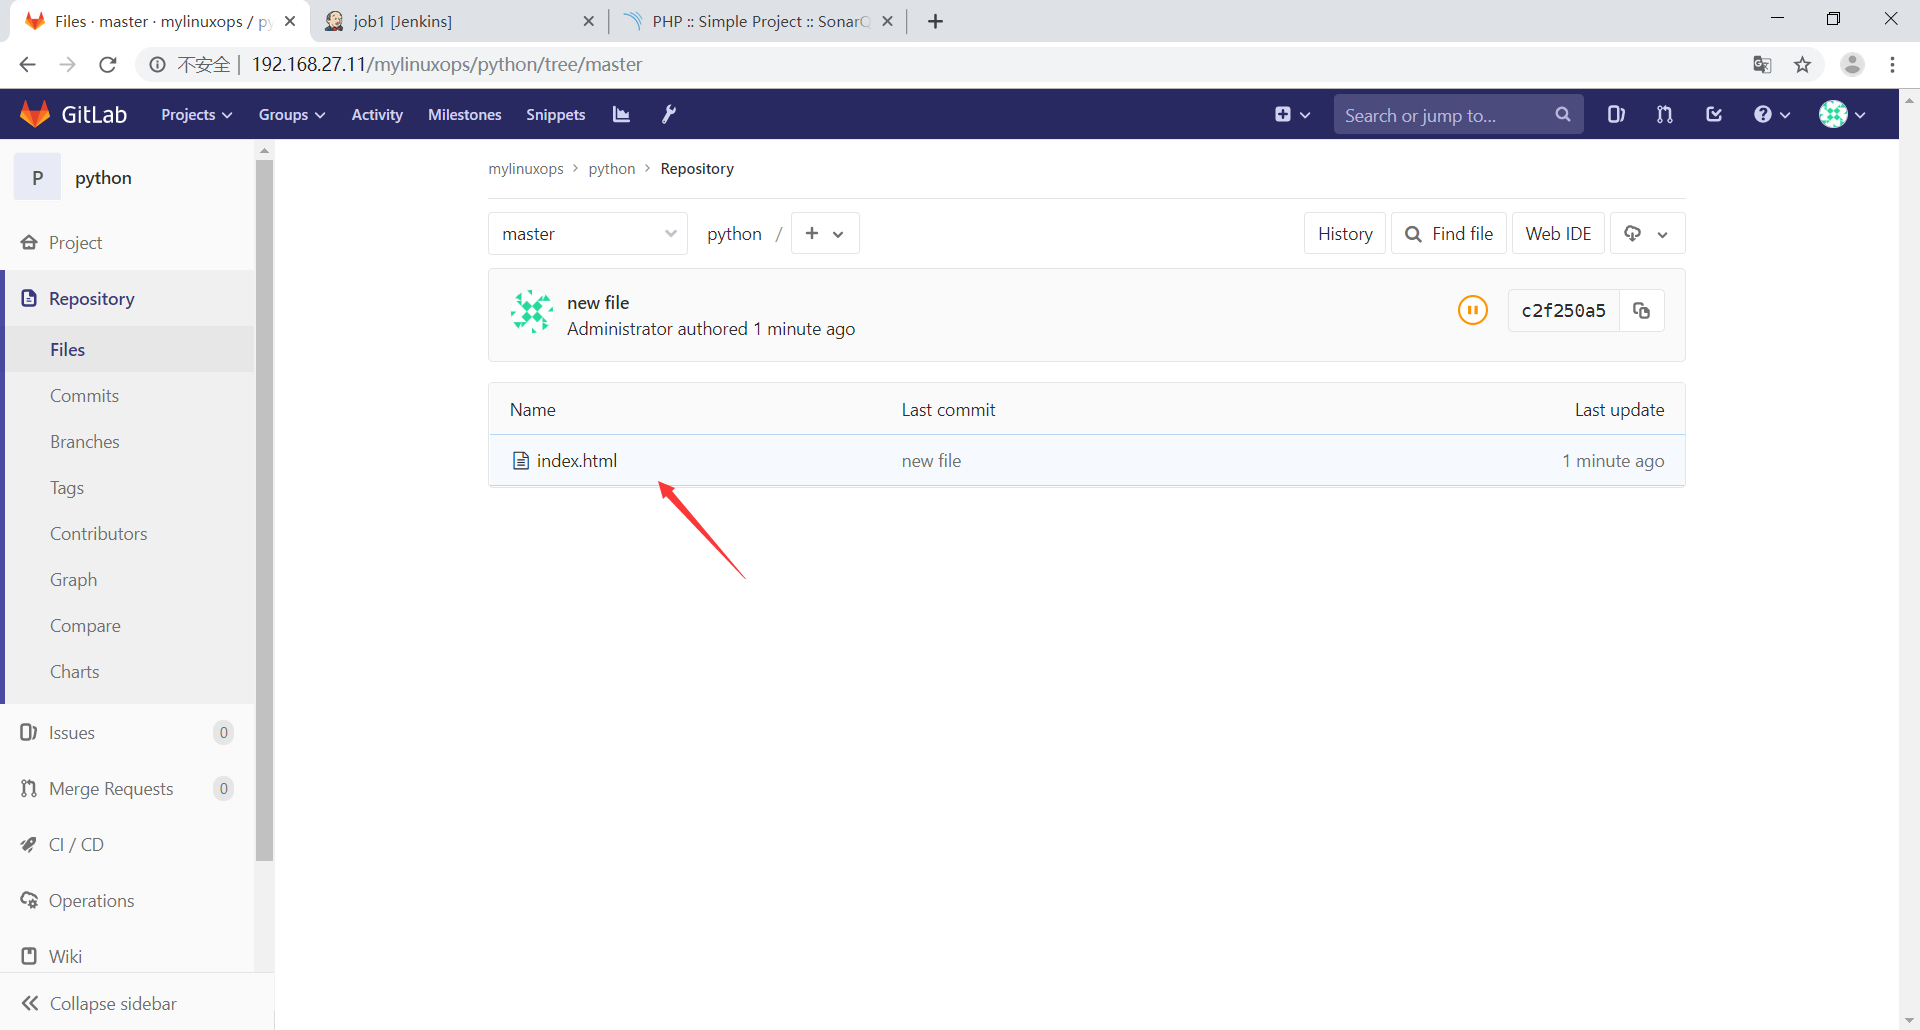 Files · master · mylinuxops / py
job1 [Jenkins]
PHP :: Simple Project :: SonarQ
不安全 | 192.168.27.11/mylinuxops/python/tree/master
GitLab
Projects
Groups
Activity
Milestones
Snippets
Search or jump to...
P
python
Project
Repository
Files
Commits
Branches
Tags
Contributors
Graph
Compare
Charts
Issues 0
Merge Requests 0
CI / CD
Operations
Wiki
Collapse sidebar
mylinuxops > python > Repository
master
python / +
History
Find file
Web IDE
new file
Administrator authored 1 minute ago
c2f250a5
Name Last commit Last update
index.html new file 1 minute ago